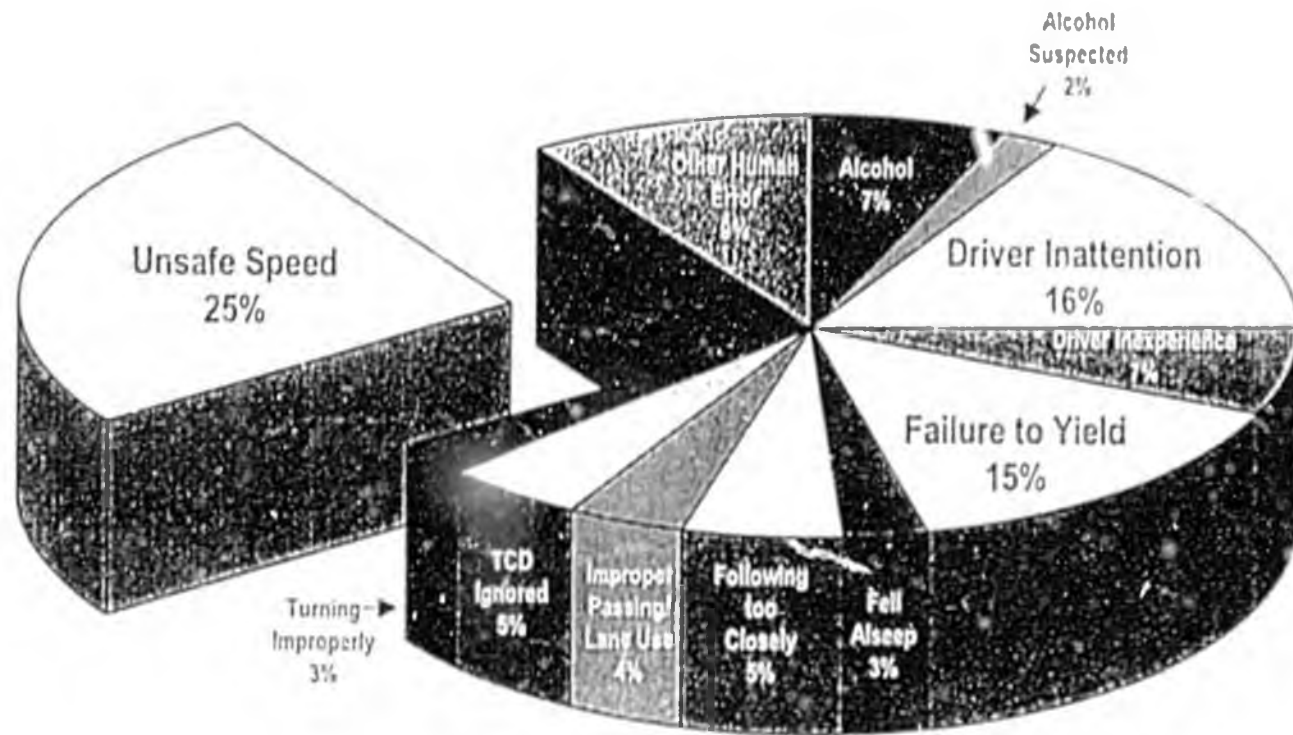 Alcohol
Suspected
2%
Other Human
Error
Alcohol
7%
Unsafe Speed
25%
Driver Inattention
16%
Driver Inexperience
7%
Failure to Yield
15%
TCD
Ignored
5%
Improper
Passing/
Lane Use
4%
Following
too
Closely
5%
Fell
Alseep
3%
Turning
Improperly
3%